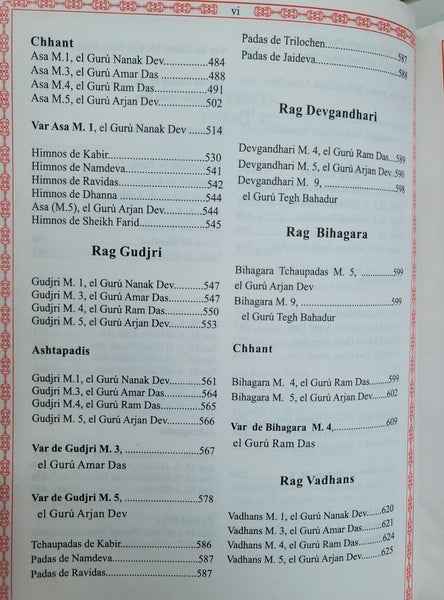 vi
Chhant
Asa M.1, el Gurú Nanak Dev.............484
Asa M.3, el Gurú Amar Das .............488
Asa M.4, el Gurú Ram Das...............491
Asa M.5, el Gurú Arjan Dev.............502
Var Asa M. 1, el Gurú Nanak Dev ....514
Himnos de Kabir.............................530
Himnos de Namdeva.......................541
Himnos de Ravidas..........................542
Himnos de Dhanna .........................544
Asa (M.5), el Gurú Arjan Dev..........544
Himnos de Sheikh Farid..................545
Rag Gudjri
Gudjri M.1, el Gurú Nanak Dev........547
Gudjri M. 3, el Gurú Amar Das........547
Gudjri M. 4, el Gurú Ram Das.........550
Gudjri M. 5, el Gurú Arjan Dev........553
Ashtapadis
Gudjri M. 1, el Gurú Nanak Dev.......561
Gudjri M.3, el Gurú Amar Das.........564
Gudjri M.4, el Gurú Ram Das...........565
Gudjri M. 5, el Gurú Arjan Dev........566
Var de Gudjri M. 3,.........................567
el Gurú Amar Das
Var de Gudjri M. 5,.........................578
el Gurú Arjan Dev
Tchaupadas de Kabir.......................586
Padas de Namdeva..........................587
Padas de Ravidas............................587
Padas de Trilochen..........................587
Padas de Jaideva.............................588
Rag Devgandhari
Devgandhari M. 4, el Gurú Ram Das..589
Devgandhari M. 5, el Gurú Arjan Dev 590
Devgandhari M. 9, .........................598
el Gurú Tegh Bahadur
Rag Bihagara
Bihagara Tchaupadas M. 5, .............599
el Gurú Arjan Dev
Bihagara M. 9,................................599
el Gurú Tegh Bahadur
Chhant
Bihagara M. 4, el Gurú Ram Das.......599
Bihagara M. 5, el Gurú Arjan Dev....602
Var de Bihagara M. 4,....................609
el Gurú Ram Das
Rag Vadhans
Vadhans M. 1, el Gurú Nanak Dev....620
Vadhans M. 3, el Gurú Amar Das.....621
Vadhans M. 4, el Gurú Ram Das.......624
Vadhans M. 5, el Gurú Arjan Dev.....625